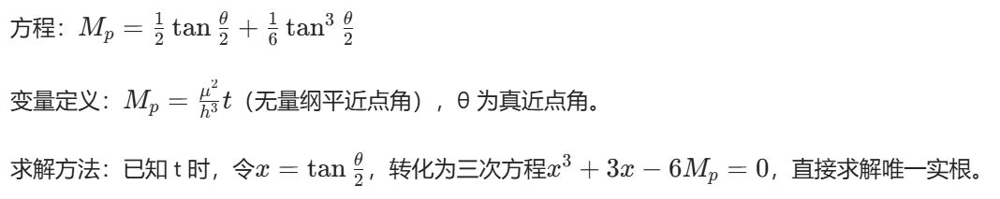 方程：$M_p = \frac{1}{2}\tan\frac{\theta}{2} + \frac{1}{6}\tan^3\frac{\theta}{2}$
变量定义：$M_p = \frac{\mu^2}{h^3}t$（无量纲平近点角），θ 为真近点角。
求解方法：已知 t 时，令$x = \tan\frac{\theta}{2}$，转化为三次方程$x^3 + 3x - 6M_p = 0$，直接求解唯一实根。